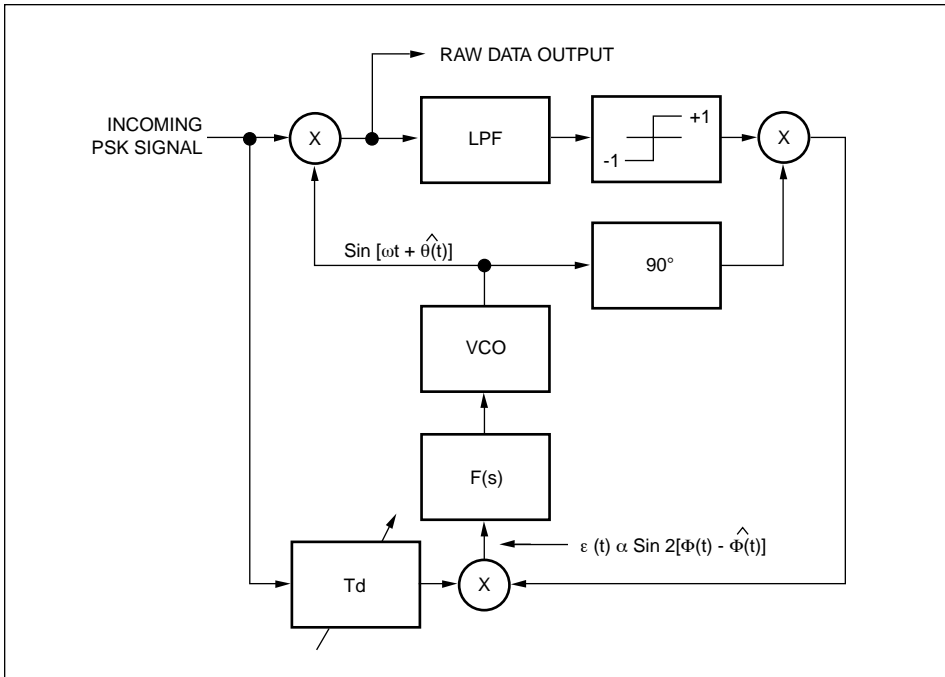 RAW DATA OUTPUT
INCOMING
PSK SIGNAL
X
LPF
+1
-1
X
Sin [ωt + θ̂(t)]
90°
VCO
F(s)
ε (t) α Sin 2[Φ(t) - Φ̂(t)]
Td
X